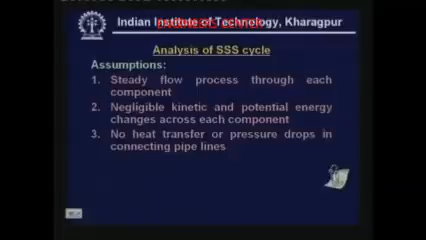 Indian Institute of Technology, Kharagpur
Analysis of SSS cycle
Assumptions:
1. Steady flow process through each
component
2. Negligible kinetic and potential energy
changes across each component
3. No heat transfer or pressure drops in
connecting pipe lines